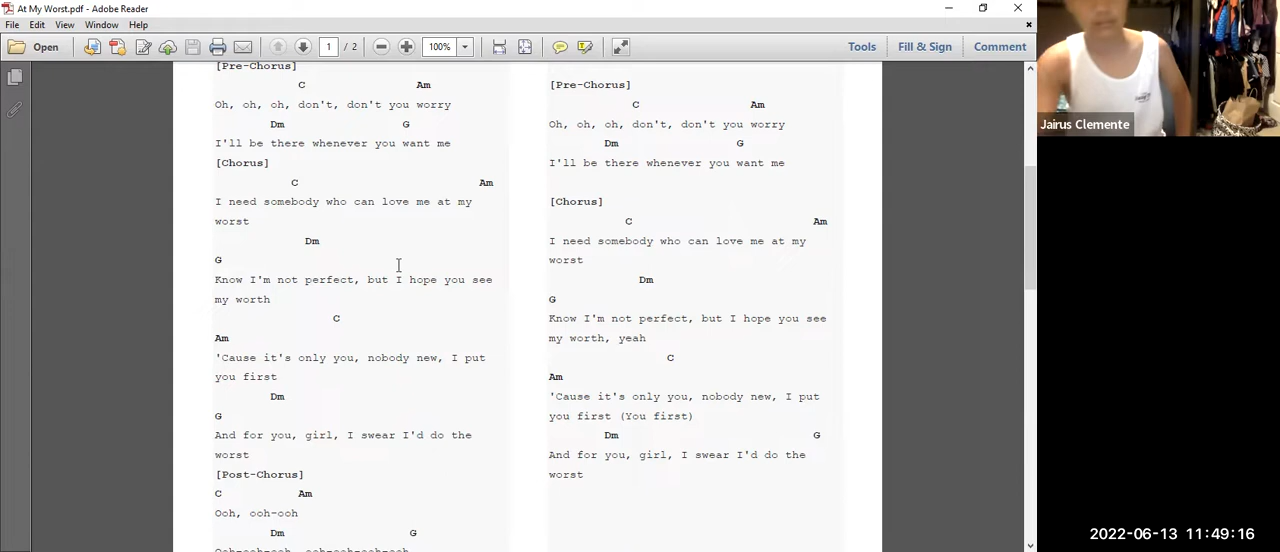 At My Worst.pdf - Adobe Reader
File Edit View Window Help
Open 1 / 2 100% Tools Fill & Sign Comment
[Pre-Chorus]
C Am
Oh, oh, oh, don't, don't you worry
Dm G
I'll be there whenever you want me
[Chorus]
C Am
I need somebody who can love me at my
worst
Dm
G
Know I'm not perfect, but I hope you see
my worth
C
Am
'Cause it's only you, nobody new, I put
you first
Dm
G
And for you, girl, I swear I'd do the
worst
[Post-Chorus]
C Am
Ooh, ooh-ooh
Dm G
Ooh-ooh-ooh, ooh-ooh-ooh-ooh
[Pre-Chorus]
C Am
Oh, oh, oh, don't, don't you worry
Dm G
I'll be there whenever you want me
[Chorus]
C Am
I need somebody who can love me at my
worst
Dm
G
Know I'm not perfect, but I hope you see
my worth, yeah
C
Am
'Cause it's only you, nobody new, I put
you first (You first)
Dm G
And for you, girl, I swear I'd do the
worst
Jairus Clemente
2022-06-13 11:49:16